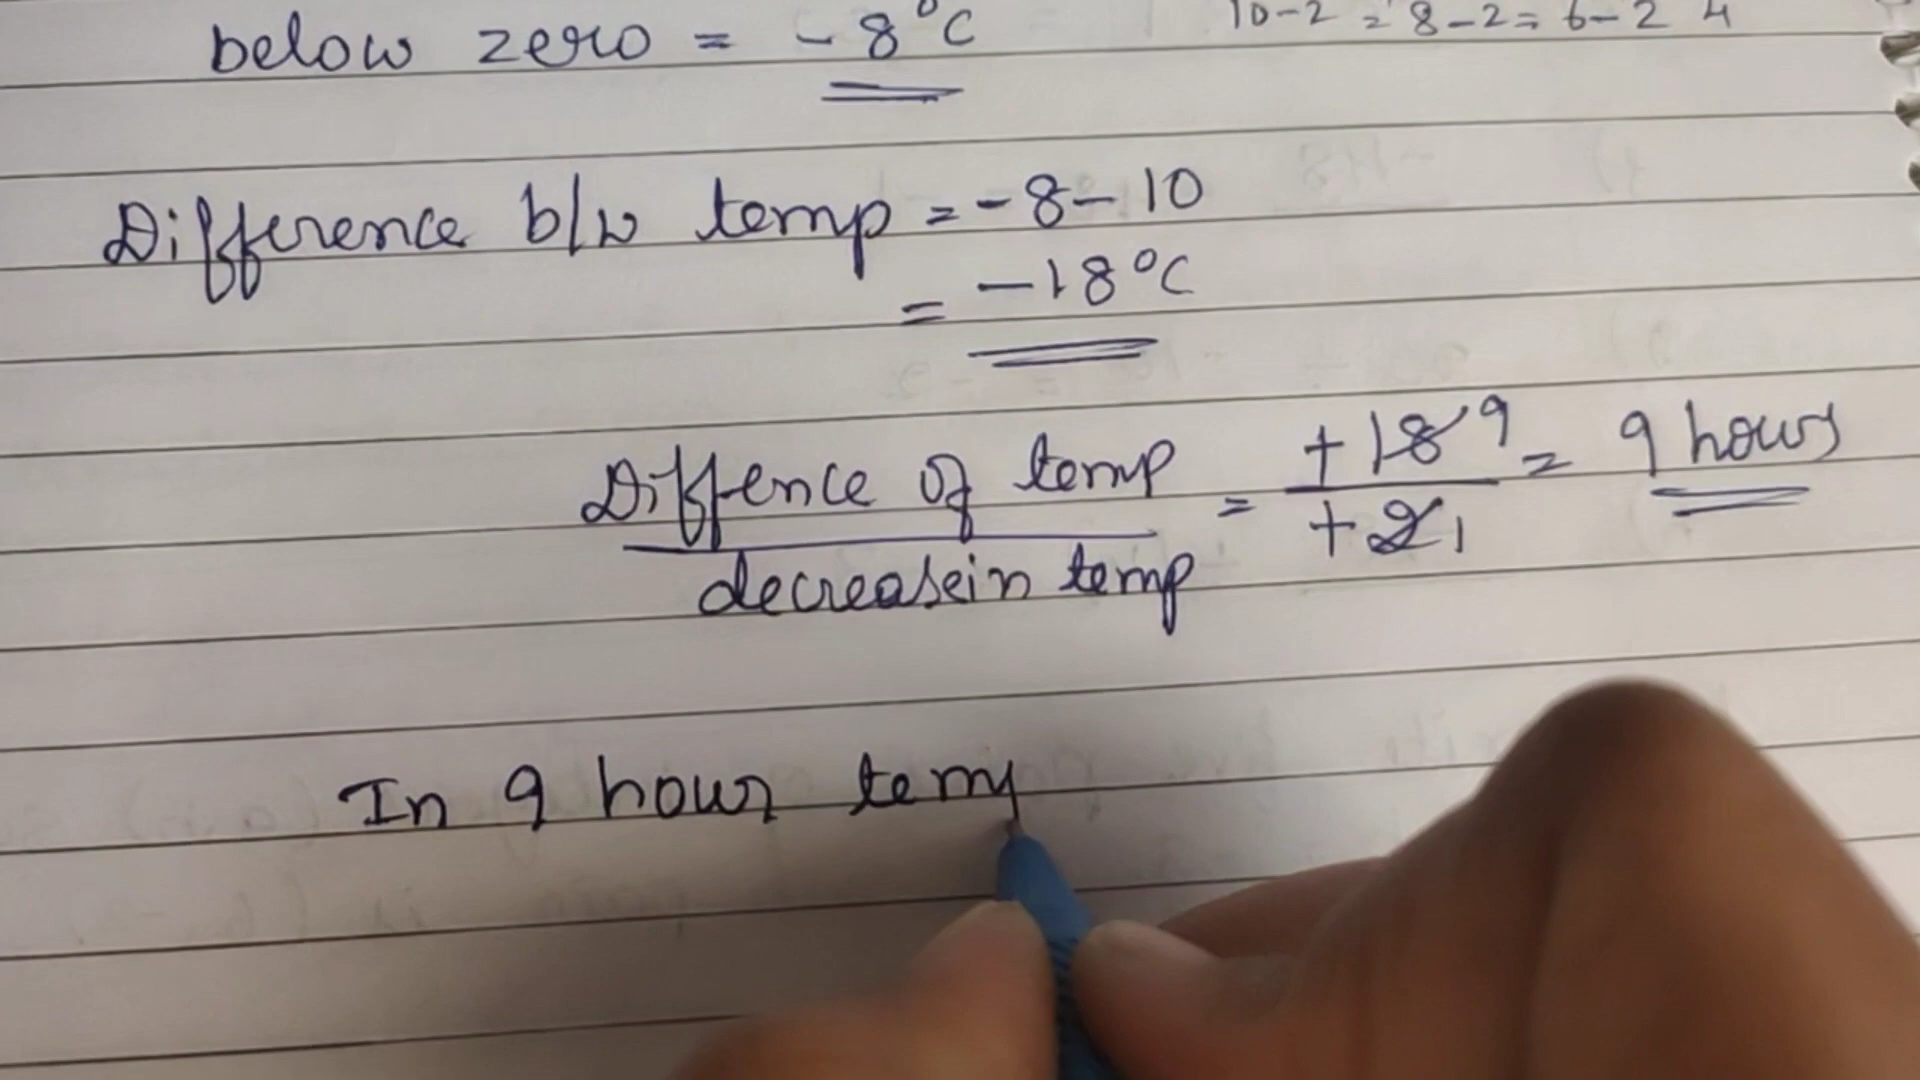 10-2 = 8-2= 6-2 4
below zero = -8°C
Difference b/w temp = -8-10
= -18°C
Diffence of temp / decreasein temp = +18 9 / +2 1 = 9 hours
In 9 hour temp